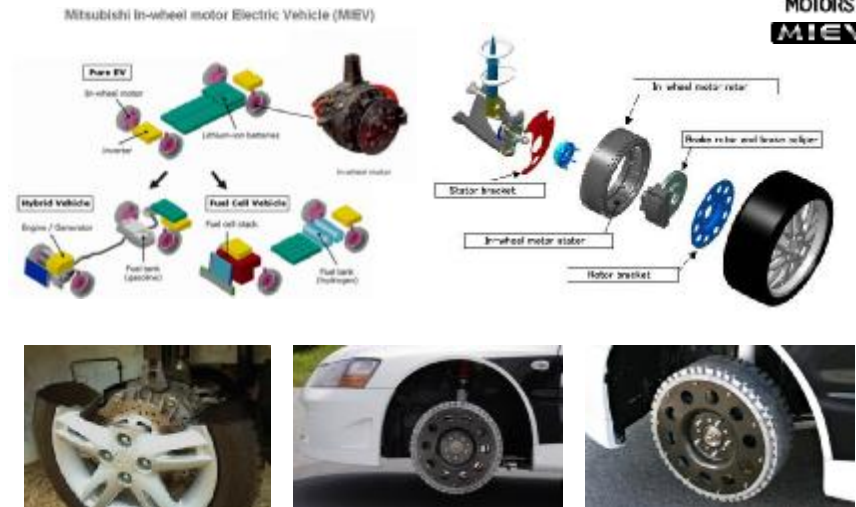 Mitsubishi In-wheel motor Electric Vehicle (MIEV)
MOTORS
MIEV
Pure EV
In-wheel motor
Inverter
Lithium-ion batteries
In-wheel motor
Hybrid Vehicle
Engine / Generator
Fuel tank
(gasoline)
Fuel Cell Vehicle
Fuel cell stack
Fuel tank
(hydrogen)
In wheel motor rotor
Brake rotor and brake caliper
Stator bracket
In-wheel motor stator
Rotor bracket